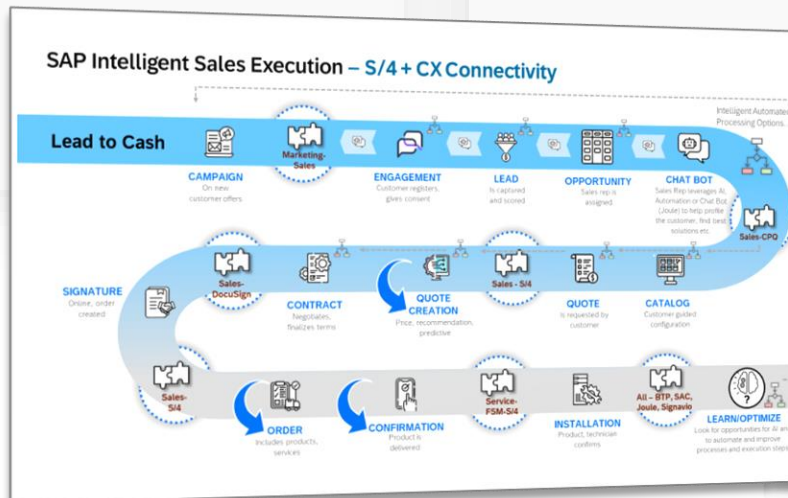 SAP Intelligent Sales Execution – S/4 + CX Connectivity
Lead to Cash
Intelligent Automated
Processing Options.
Marketing-
Sales
CAMPAIGN
On new
customer offers
ENGAGEMENT
Customer registers,
gives consent
LEAD
Is captured
and scored
OPPORTUNITY
Sales rep is
assigned.
CHAT BOT
Sales Rep leverages AI,
Automation or Chat Bot
(Joule) to help profile
the customer, find best
solutions etc.
Sales-CPQ
SIGNATURE
Online, order
created
Sales-
DocuSign
CONTRACT
Negotiates,
finalizes terms
QUOTE
CREATION
Price, recommendation,
predictive
Sales - S/4
QUOTE
Is requested by
customer
CATALOG
Customer guided
configuration
Sales-
S/4
ORDER
Includes products,
services
CONFIRMATION
Product is
delivered
Service-
FSM-S/4
INSTALLATION
Product, technician
confirms
All – BTP, SAC,
Joule, Signavio
?
LEARN/OPTIMIZE
Look for opportunities for AI and
to automate and improve
processes and execution steps